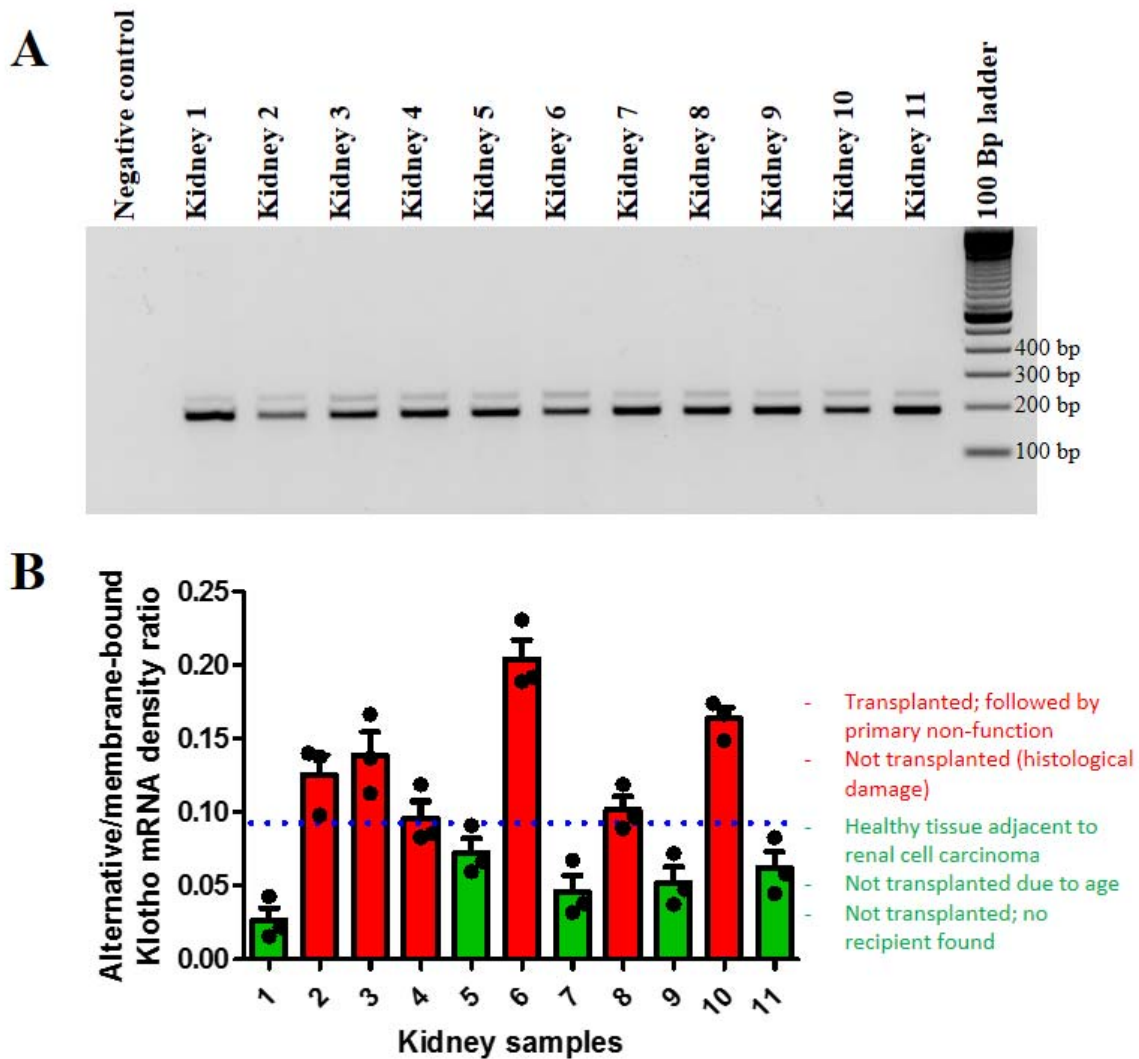 A
Negative control
Kidney 1
Kidney 2
Kidney 3
Kidney 4
Kidney 5
Kidney 6
Kidney 7
Kidney 8
Kidney 9
Kidney 10
Kidney 11
100 Bp ladder
400 bp
300 bp
200 bp
100 bp
B
Alternative/membrane-bound
Klotho mRNA density ratio
0.25
0.20
0.15
0.10
0.05
0.00
1
2
3
4
5
6
7
8
9
10
11
Kidney samples
- Transplanted; followed by
primary non-function
- Not transplanted (histological
damage)
- Healthy tissue adjacent to
renal cell carcinoma
- Not transplanted due to age
- Not transplanted; no
recipient found